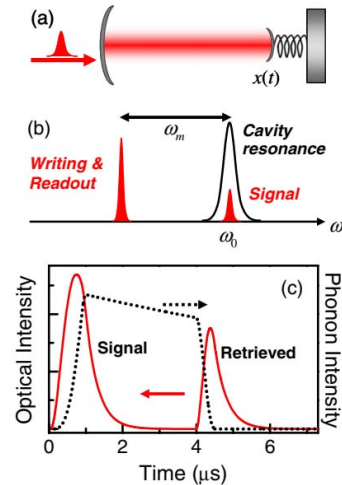 (a)
x(t)
(b)
ω_m
Cavity
resonance
Writing &
Readout
Signal
ω
ω_0
(c)
Optical Intensity
Phonon Intensity
Signal
Retrieved
0 2 4 6
Time (μs)